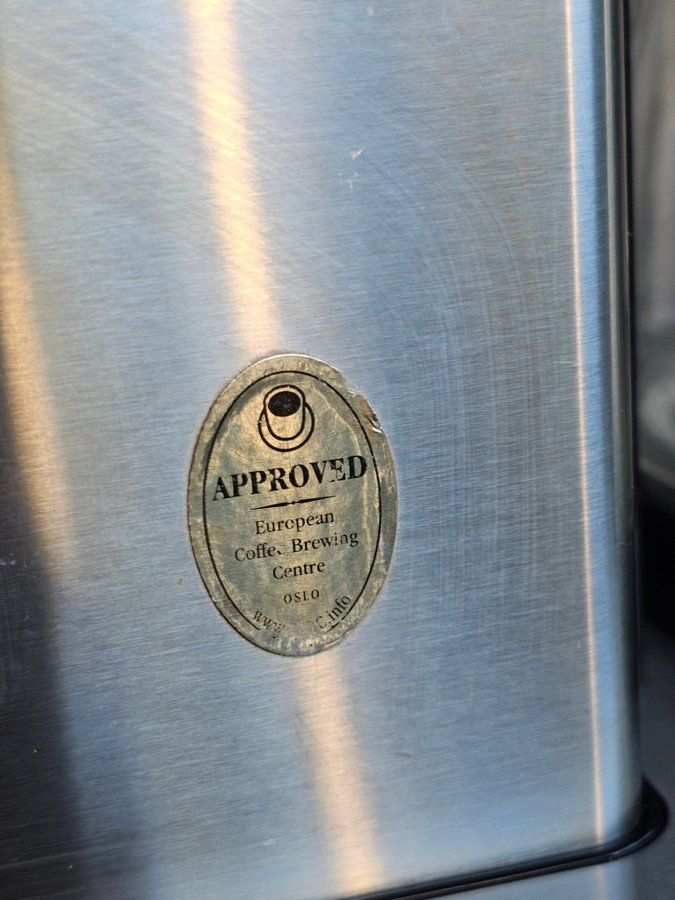 APPROVED
European
Coffee Brewing
Centre
OSLO